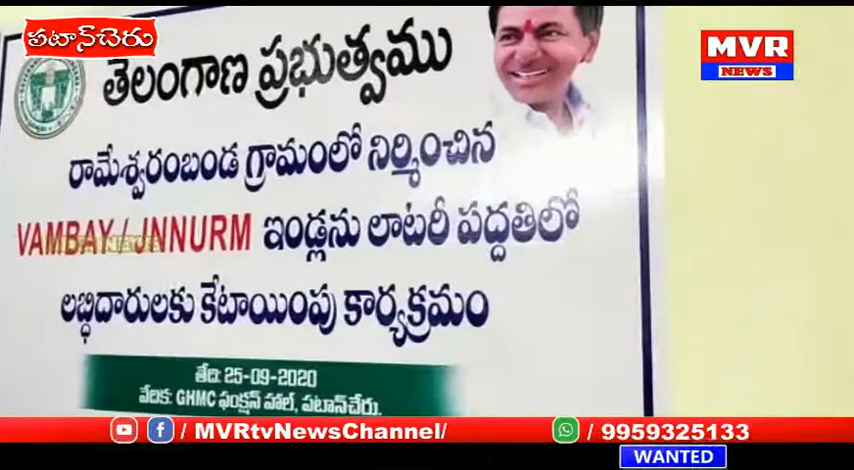 పటాన్‌చెరు
MVR
NEWS
తెలంగాణ ప్రభుత్వము
రామేశ్వరంబండ గ్రామంలో నిర్మించిన
VAMBAY / JNNURM ఇండ్లను లాటరీ పద్దతిలో
లబ్ధిదారులకు కేటాయింపు కార్యక్రమం
తేది: 25-09-2020
వేదిక: GHMC ఫంక్షన్ హాల్, పటాన్‌చేరు.
/ MVRtvNewsChannel/
/ 9959325133
WANTED